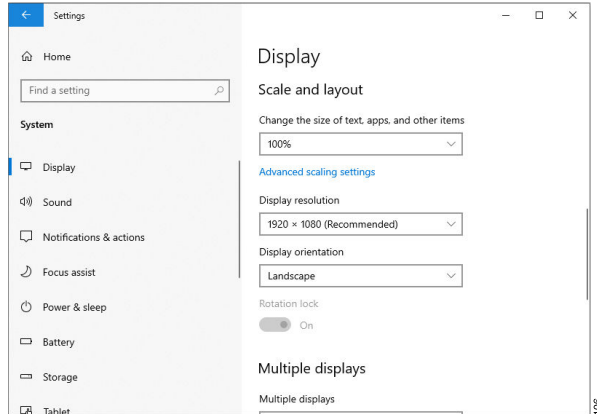 Settings
Home
Find a setting
System
Display
Sound
Notifications & actions
Focus assist
Power & sleep
Battery
Storage
Tablet
Display
Scale and layout
Change the size of text, apps, and other items
100%
Advanced scaling settings
Display resolution
1920 × 1080 (Recommended)
Display orientation
Landscape
Rotation lock
On
Multiple displays
Multiple displays